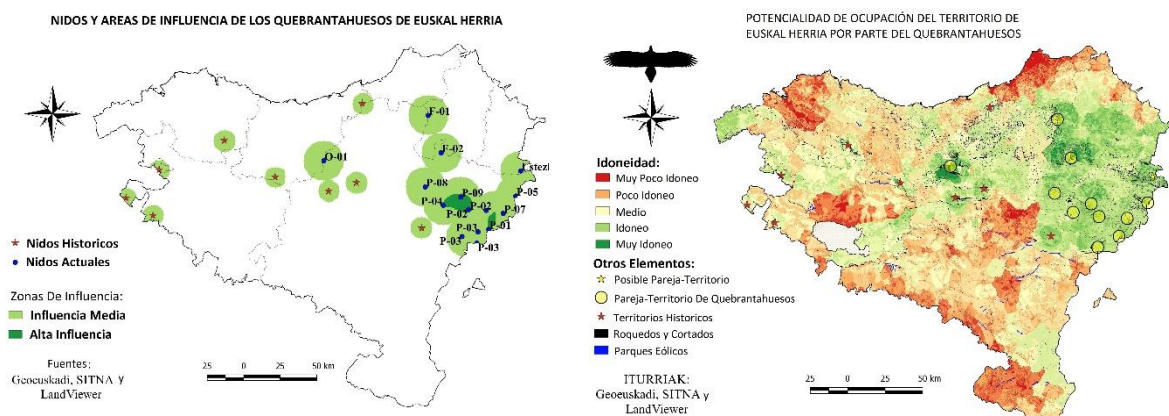 NIDOS Y AREAS DE INFLUENCIA DE LOS QUEBRANTAHUESOS DE EUSKAL HERRIA
F-01
F-02
O-01
Estezl
P-08
P-09
P-05
P-04
P-02
P-02
P-07
P-01
P-03
P-03
P-03
Nidos Historicos
Nidos Actuales
Zonas De Influencia:
Influencia Media
Alta Influencia
Fuentes:
Geoeuskadi, SITNA y
LandViewer
25 0 25 50 km
POTENCIALIDAD DE OCUPACIÓN DEL TERRITORIO DE
EUSKAL HERRIA POR PARTE DEL QUEBRANTAHUESOS
Idoneidad:
Muy Poco Idoneo
Poco Idoneo
Medio
Idoneo
Muy Idoneo
Otros Elementos:
Posible Pareja-Territorio
Pareja-Territorio De Quebrantahuesos
Territorios Historicos
Roquedos y Cortados
Parques Eólicos
ITURRIAK:
Geoeuskadi, SITNA y
LandViewer
25 0 25 50 km